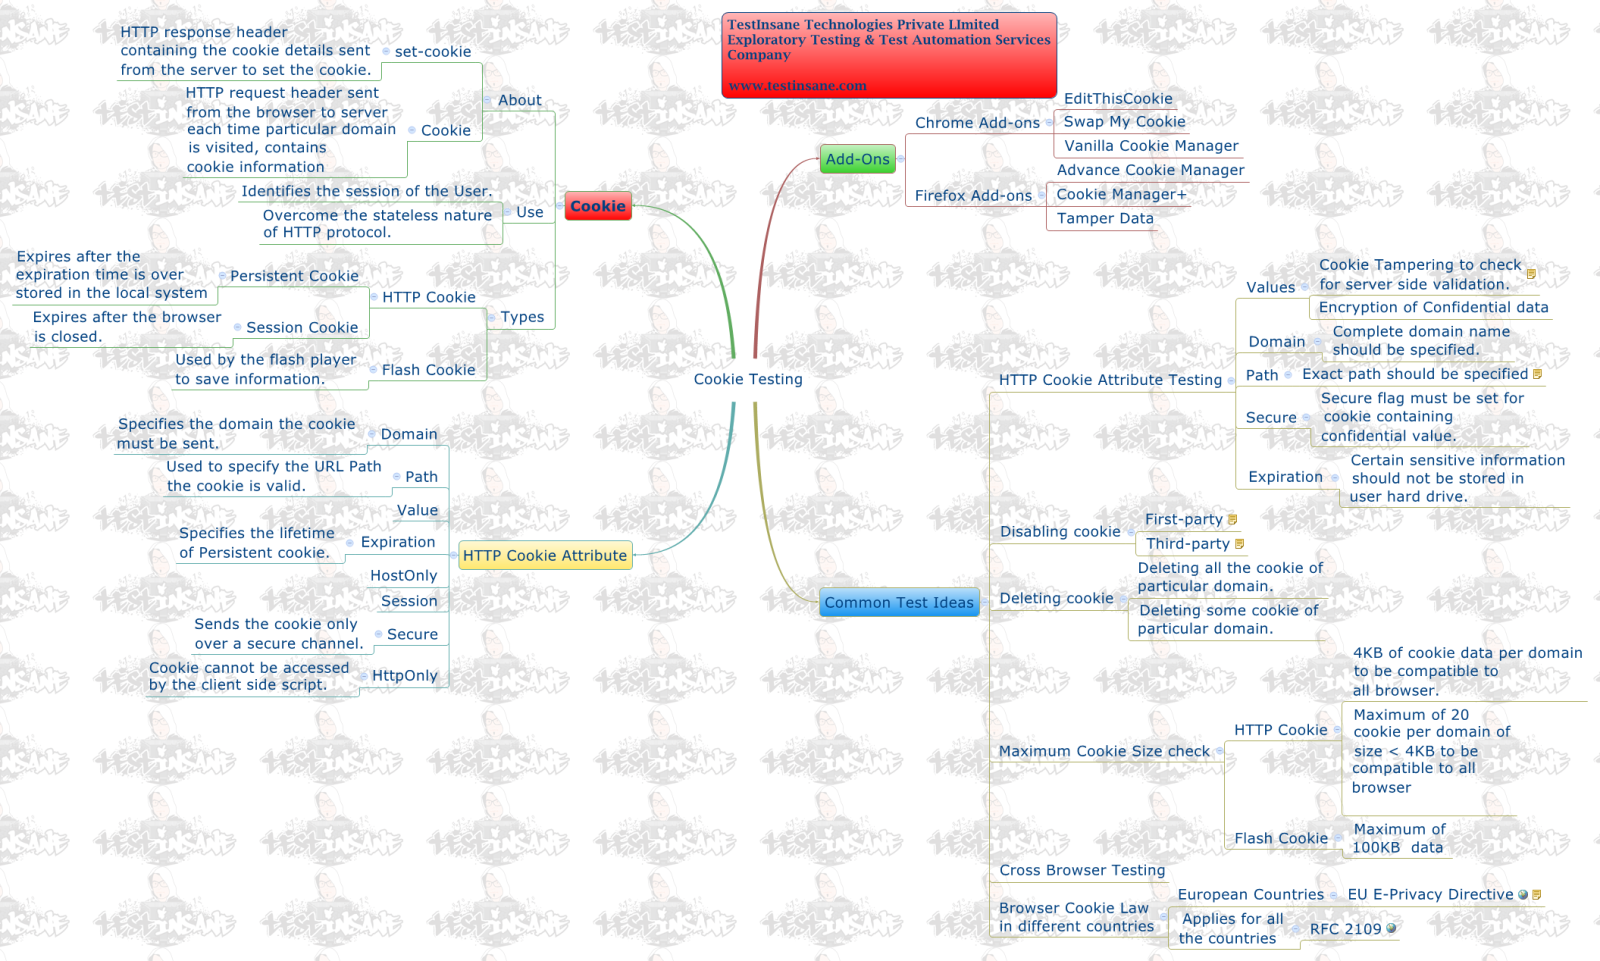 TestInsane Technologies Private LImited
Exploratory Testing & Test Automation Services
Company
www.testinsane.com
Cookie Testing
Cookie
About
set-cookie
HTTP response header
containing the cookie details sent
from the server to set the cookie.
Cookie
HTTP request header sent
from the browser to server
each time particular domain
is visited, contains
cookie information
Use
Identifies the session of the User.
Overcome the stateless nature
of HTTP protocol.
Types
HTTP Cookie
Persistent Cookie
Expires after the
expiration time is over
stored in the local system
Session Cookie
Expires after the browser
is closed.
Flash Cookie
Used by the flash player
to save information.
HTTP Cookie Attribute
Domain
Specifies the domain the cookie
must be sent.
Path
Used to specify the URL Path
the cookie is valid.
Value
Expiration
Specifies the lifetime
of Persistent cookie.
HostOnly
Session
Secure
Sends the cookie only
over a secure channel.
HttpOnly
Cookie cannot be accessed
by the client side script.
Add-Ons
Chrome Add-ons
EditThisCookie
Swap My Cookie
Vanilla Cookie Manager
Firefox Add-ons
Advance Cookie Manager
Cookie Manager+
Tamper Data
Common Test Ideas
HTTP Cookie Attribute Testing
Values
Cookie Tampering to check
for server side validation.
Encryption of Confidential data
Domain
Complete domain name
should be specified.
Path
Exact path should be specified
Secure
Secure flag must be set for
cookie containing
confidential value.
Expiration
Certain sensitive information
should not be stored in
user hard drive.
Disabling cookie
First-party
Third-party
Deleting cookie
Deleting all the cookie of
particular domain.
Deleting some cookie of
particular domain.
Maximum Cookie Size check
HTTP Cookie
4KB of cookie data per domain
to be compatible to
all browser.
Maximum of 20
cookie per domain of
size < 4KB to be
compatible to all
browser
Flash Cookie
Maximum of
100KB data
Cross Browser Testing
Browser Cookie Law
in different countries
European Countries
EU E-Privacy Directive
Applies for all
the countries
RFC 2109